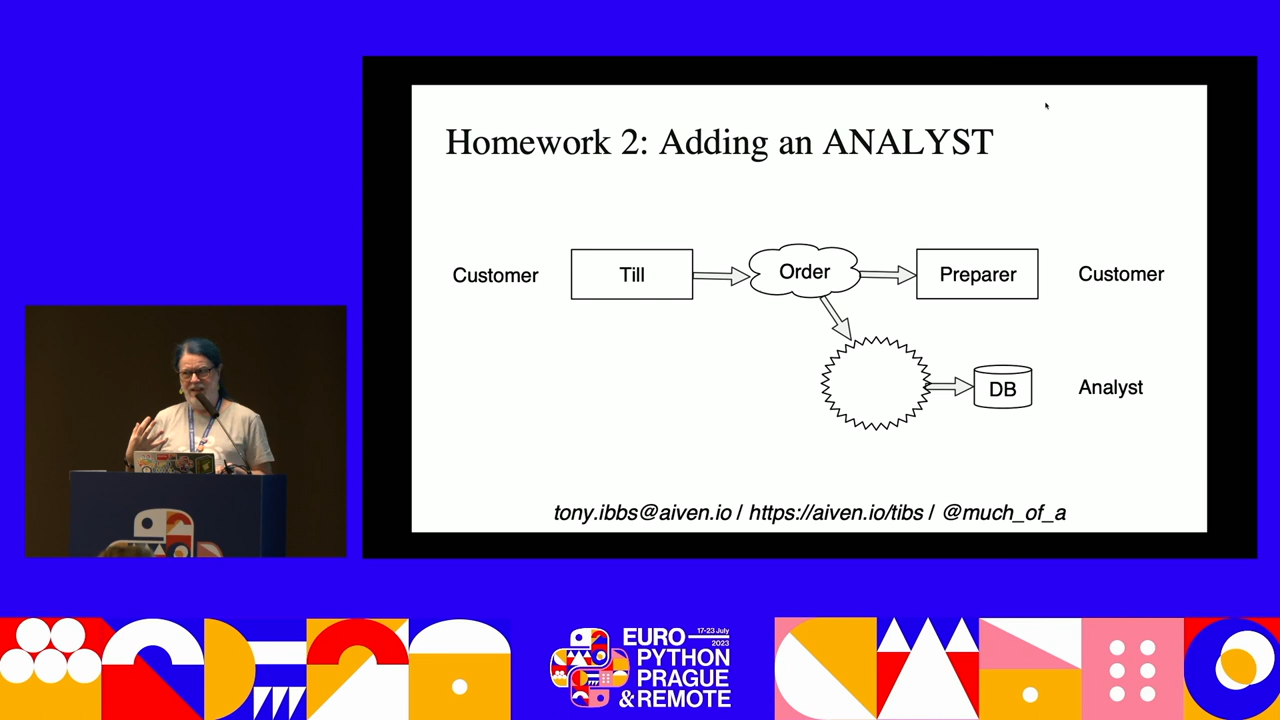 Homework 2: Adding an ANALYST
Customer
Till
Order
Preparer
Customer
DB
Analyst
tony.ibbs@aiven.io / https://aiven.io/tibs / @much_of_a
EURO
17-23 July
2023
PYTHON
PRAGUE
&REMOTE